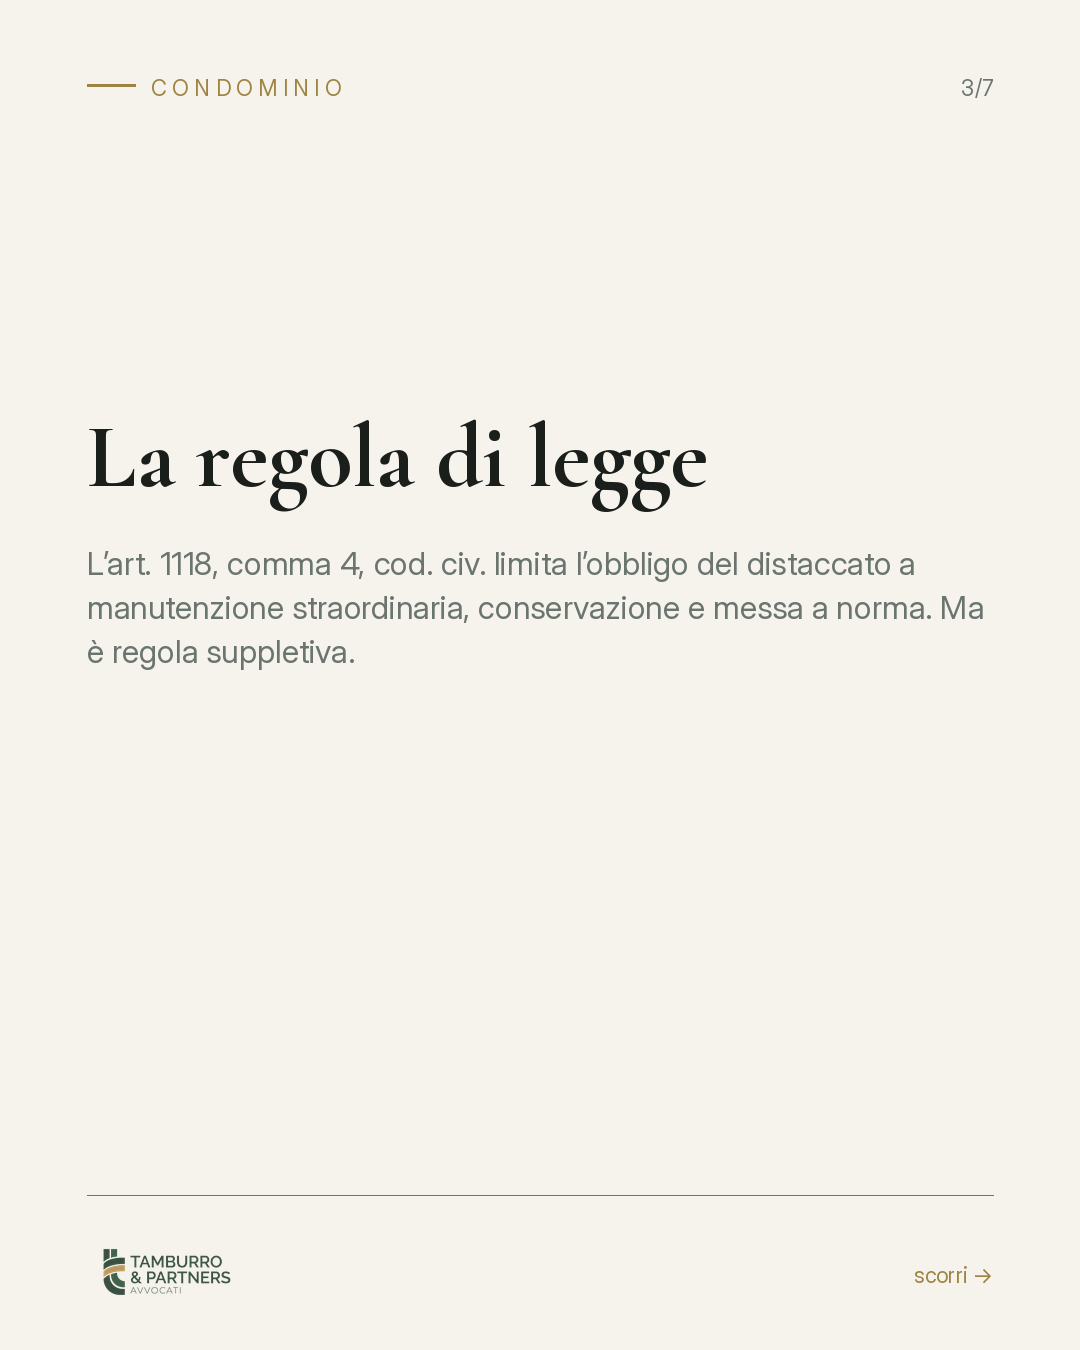 CONDOMINIO
3/7
La regola di legge
L’art. 1118, comma 4, cod. civ. limita l’obbligo del distaccato a
manutenzione straordinaria, conservazione e messa a norma. Ma
è regola suppletiva.
TAMBURRO
& PARTNERS
AVVOCATI
scorri →